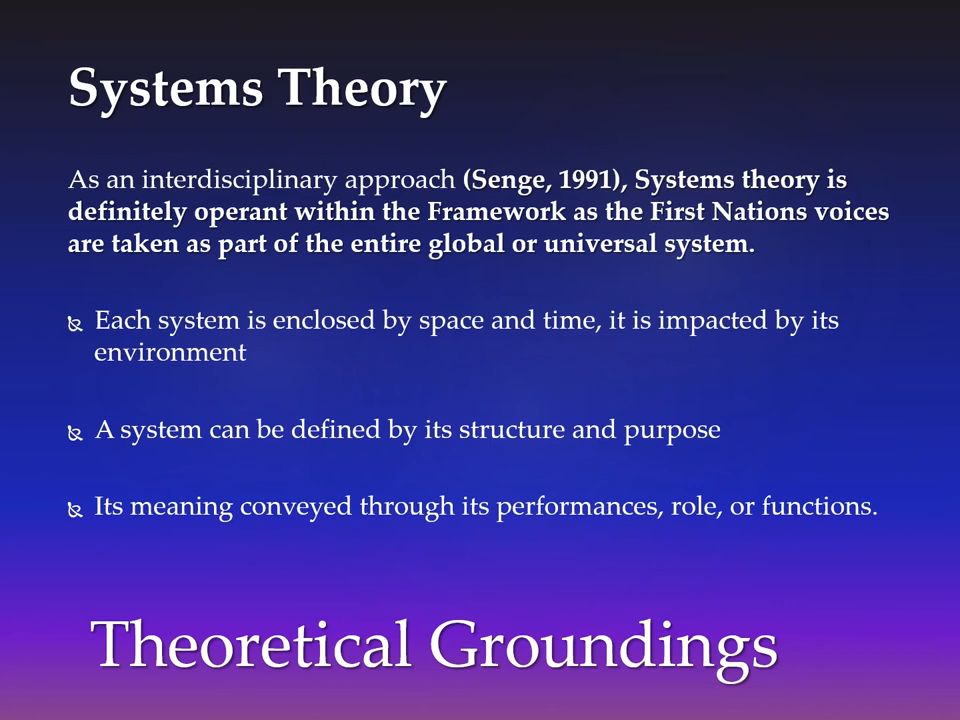 Systems Theory
As an interdisciplinary approach (Senge, 1991), Systems theory is
definitely operant within the Framework as the First Nations voices
are taken as part of the entire global or universal system.
Each system is enclosed by space and time, it is impacted by its
environment
A system can be defined by its structure and purpose
Its meaning conveyed through its performances, role, or functions.
Theoretical Groundings